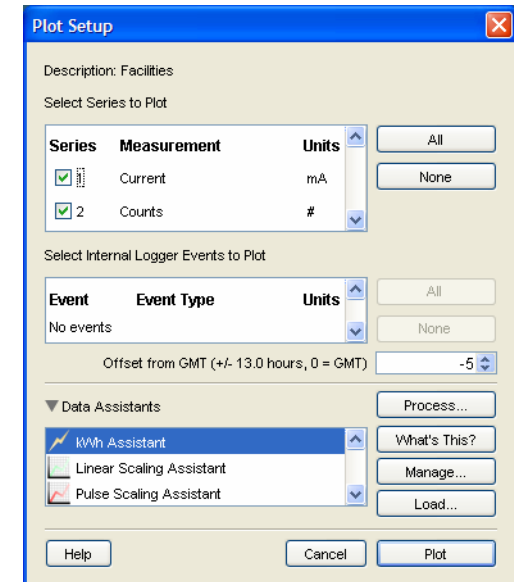 Plot Setup
Description: Facilities
Select Series to Plot
Series Measurement Units
1 Current mA
2 Counts #
All
None
Select Internal Logger Events to Plot
Event Event Type Units
No events
All
None
Offset from GMT (+/- 13.0 hours, 0 = GMT) -5
Data Assistants
kWh Assistant
Linear Scaling Assistant
Pulse Scaling Assistant
Process...
What's This?
Manage...
Load...
Help Cancel Plot